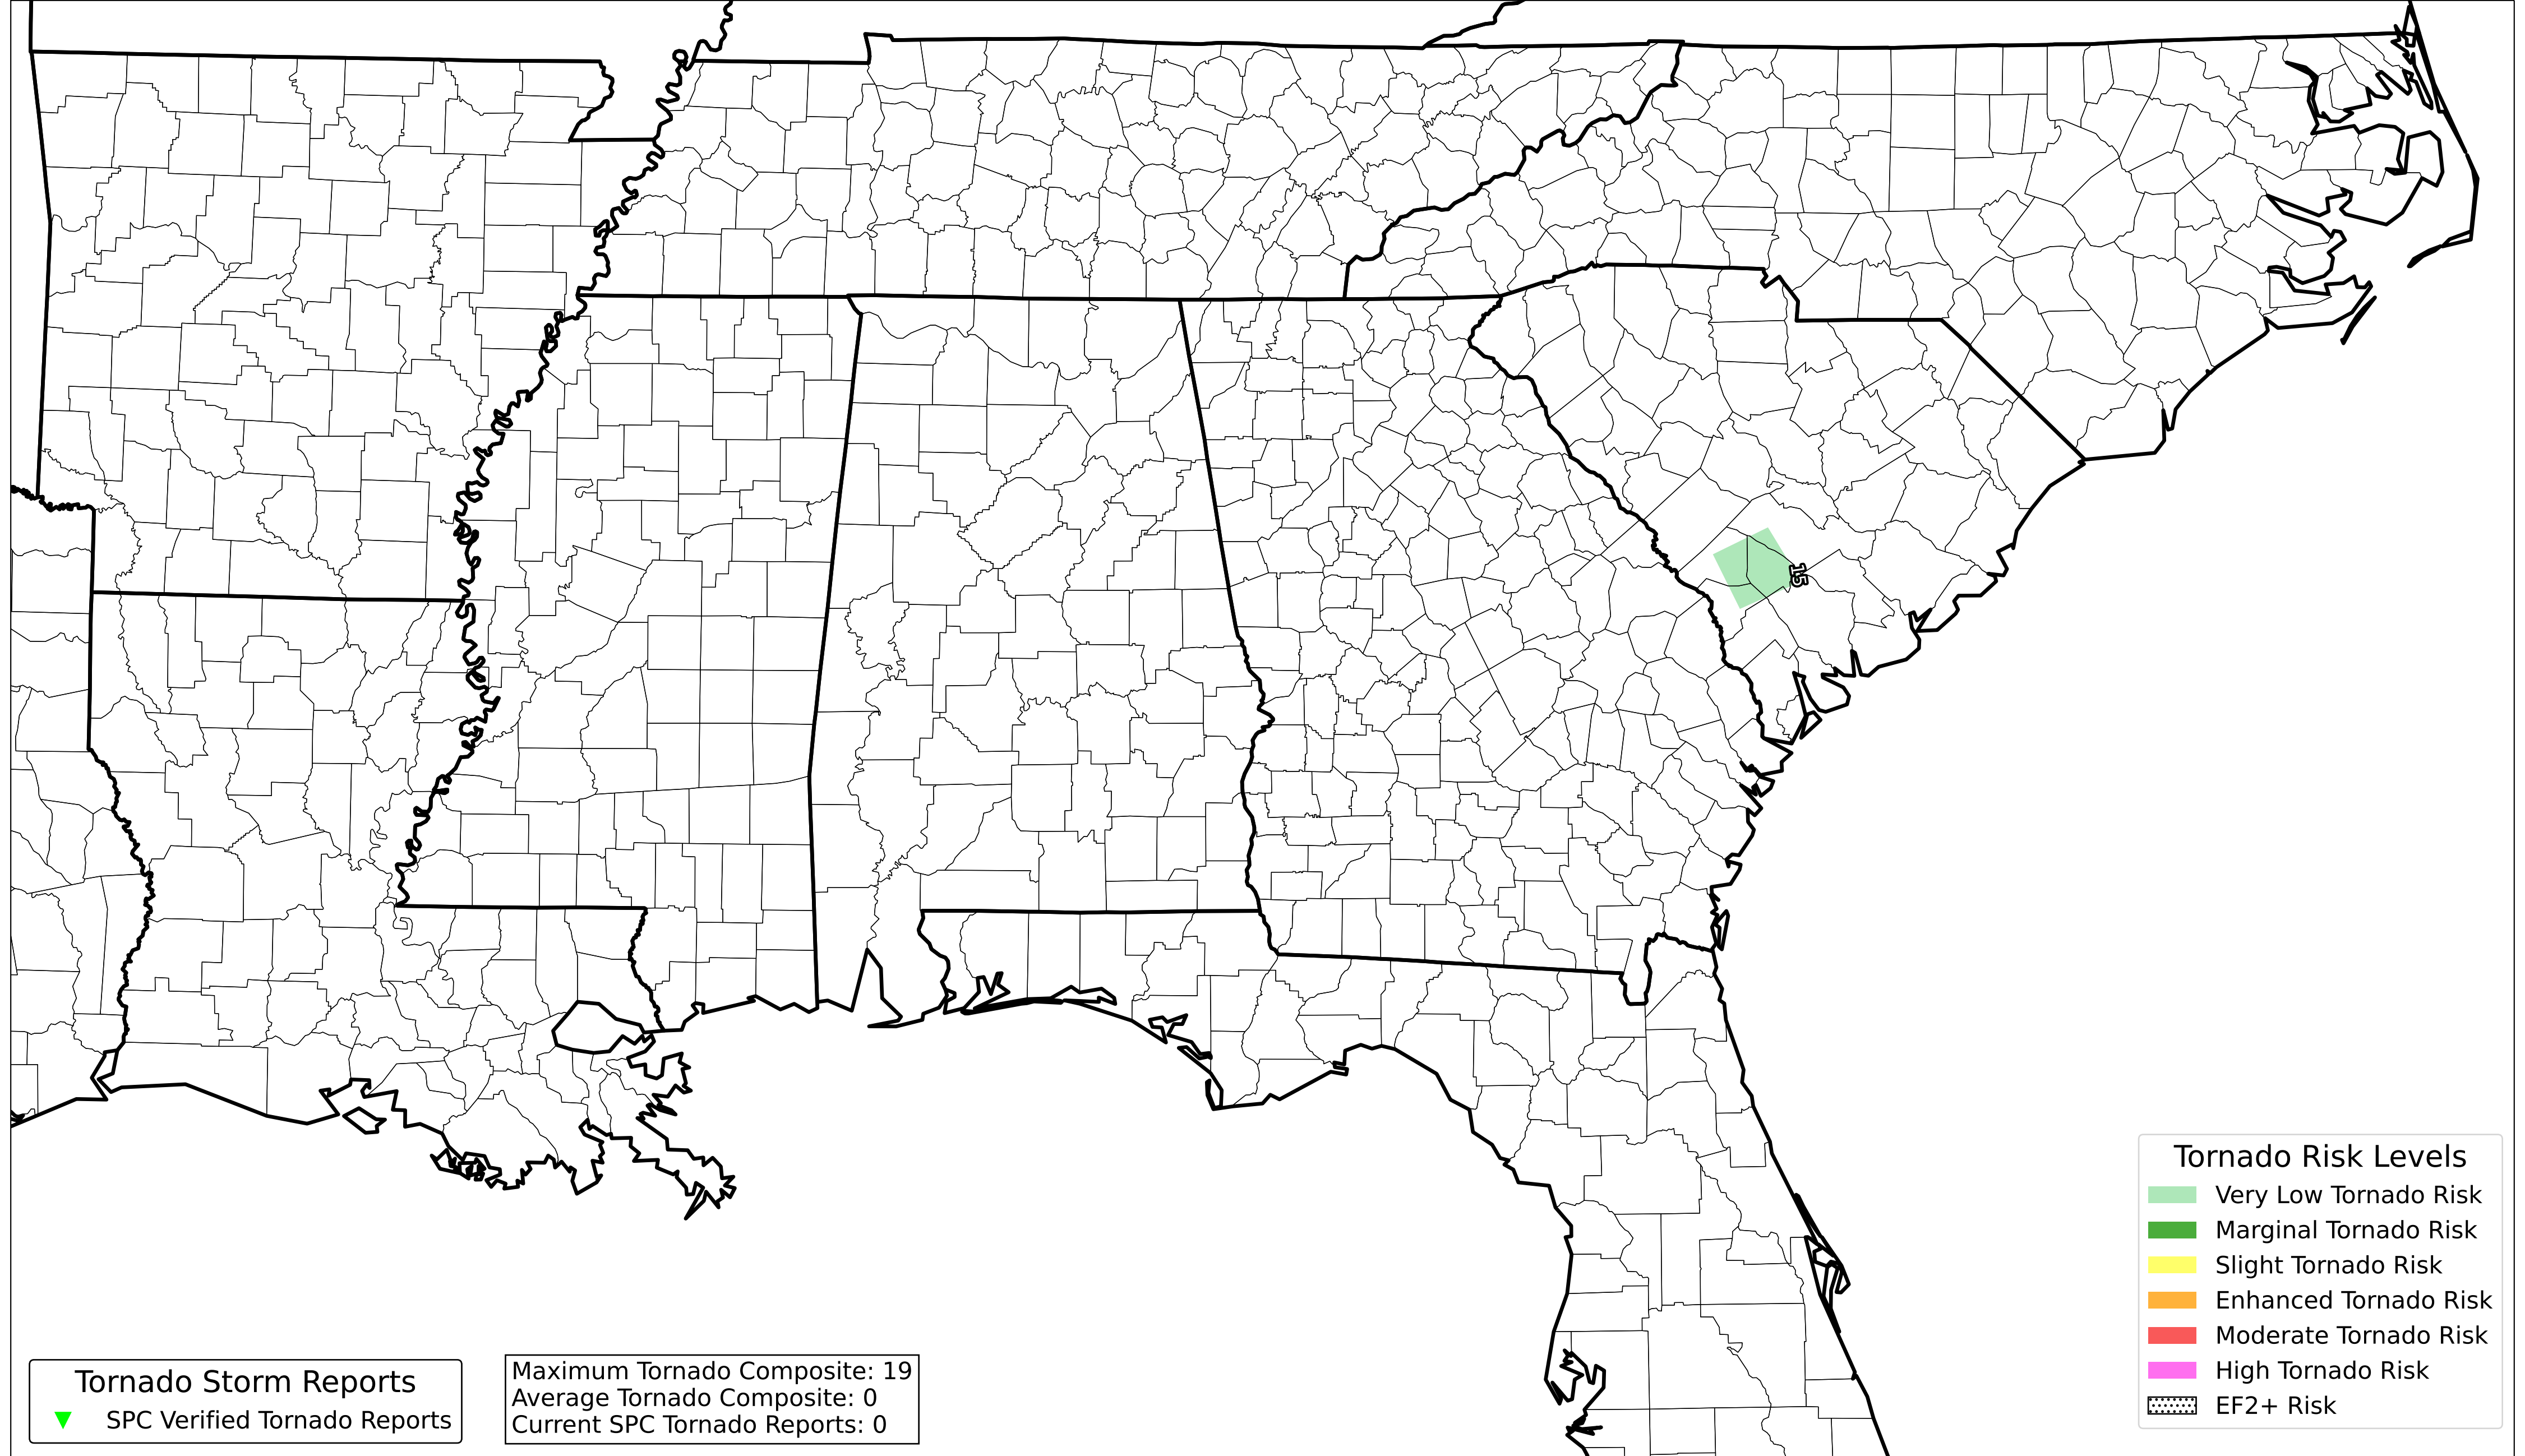 15
Tornado Risk Levels
Very Low Tornado Risk
Marginal Tornado Risk
Slight Tornado Risk
Enhanced Tornado Risk
Moderate Tornado Risk
High Tornado Risk
EF2+ Risk
Tornado Storm Reports
SPC Verified Tornado Reports
Maximum Tornado Composite: 19
Average Tornado Composite: 0
Current SPC Tornado Reports: 0